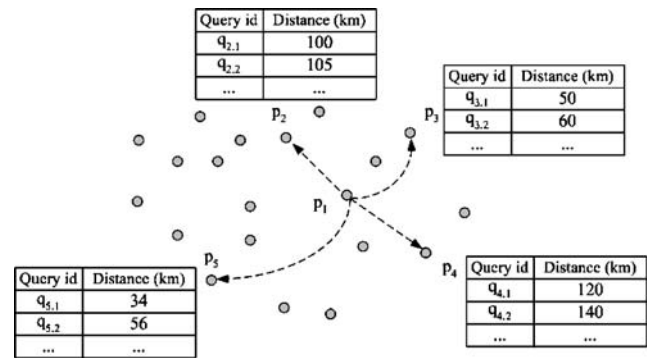 Query id Distance (km)
q2.1 100
q2.2 105
... ...
p2
p3
Query id Distance (km)
q3.1 50
q3.2 60
... ...
p1
p5
p4
Query id Distance (km)
q5.1 34
q5.2 56
... ...
Query id Distance (km)
q4.1 120
q4.2 140
... ...